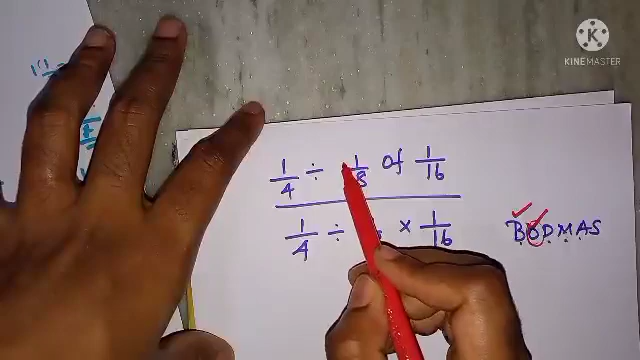 KINEMASTER
1/4 ÷ 1/8 Of 1/16
1/4 ÷ × 1/16
BODMAS